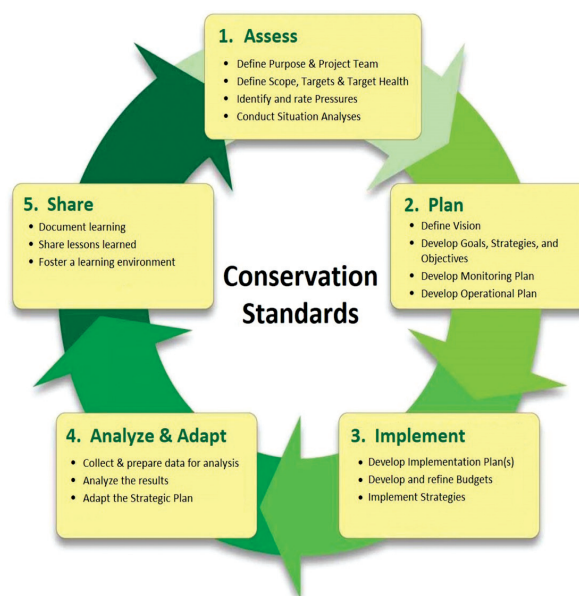 1. Assess
• Define Purpose & Project Team
• Define Scope, Targets & Target Health
• Identify and rate Pressures
• Conduct Situation Analyses
2. Plan
• Define Vision
• Develop Goals, Strategies, and
Objectives
• Develop Monitoring Plan
• Develop Operational Plan
3. Implement
• Develop Implementation Plan(s)
• Develop and refine Budgets
• Implement Strategies
4. Analyze & Adapt
• Collect & prepare data for analysis
• Analyze the results
• Adapt the Strategic Plan
5. Share
• Document learning
• Share lessons learned
• Foster a learning environment
Conservation
Standards